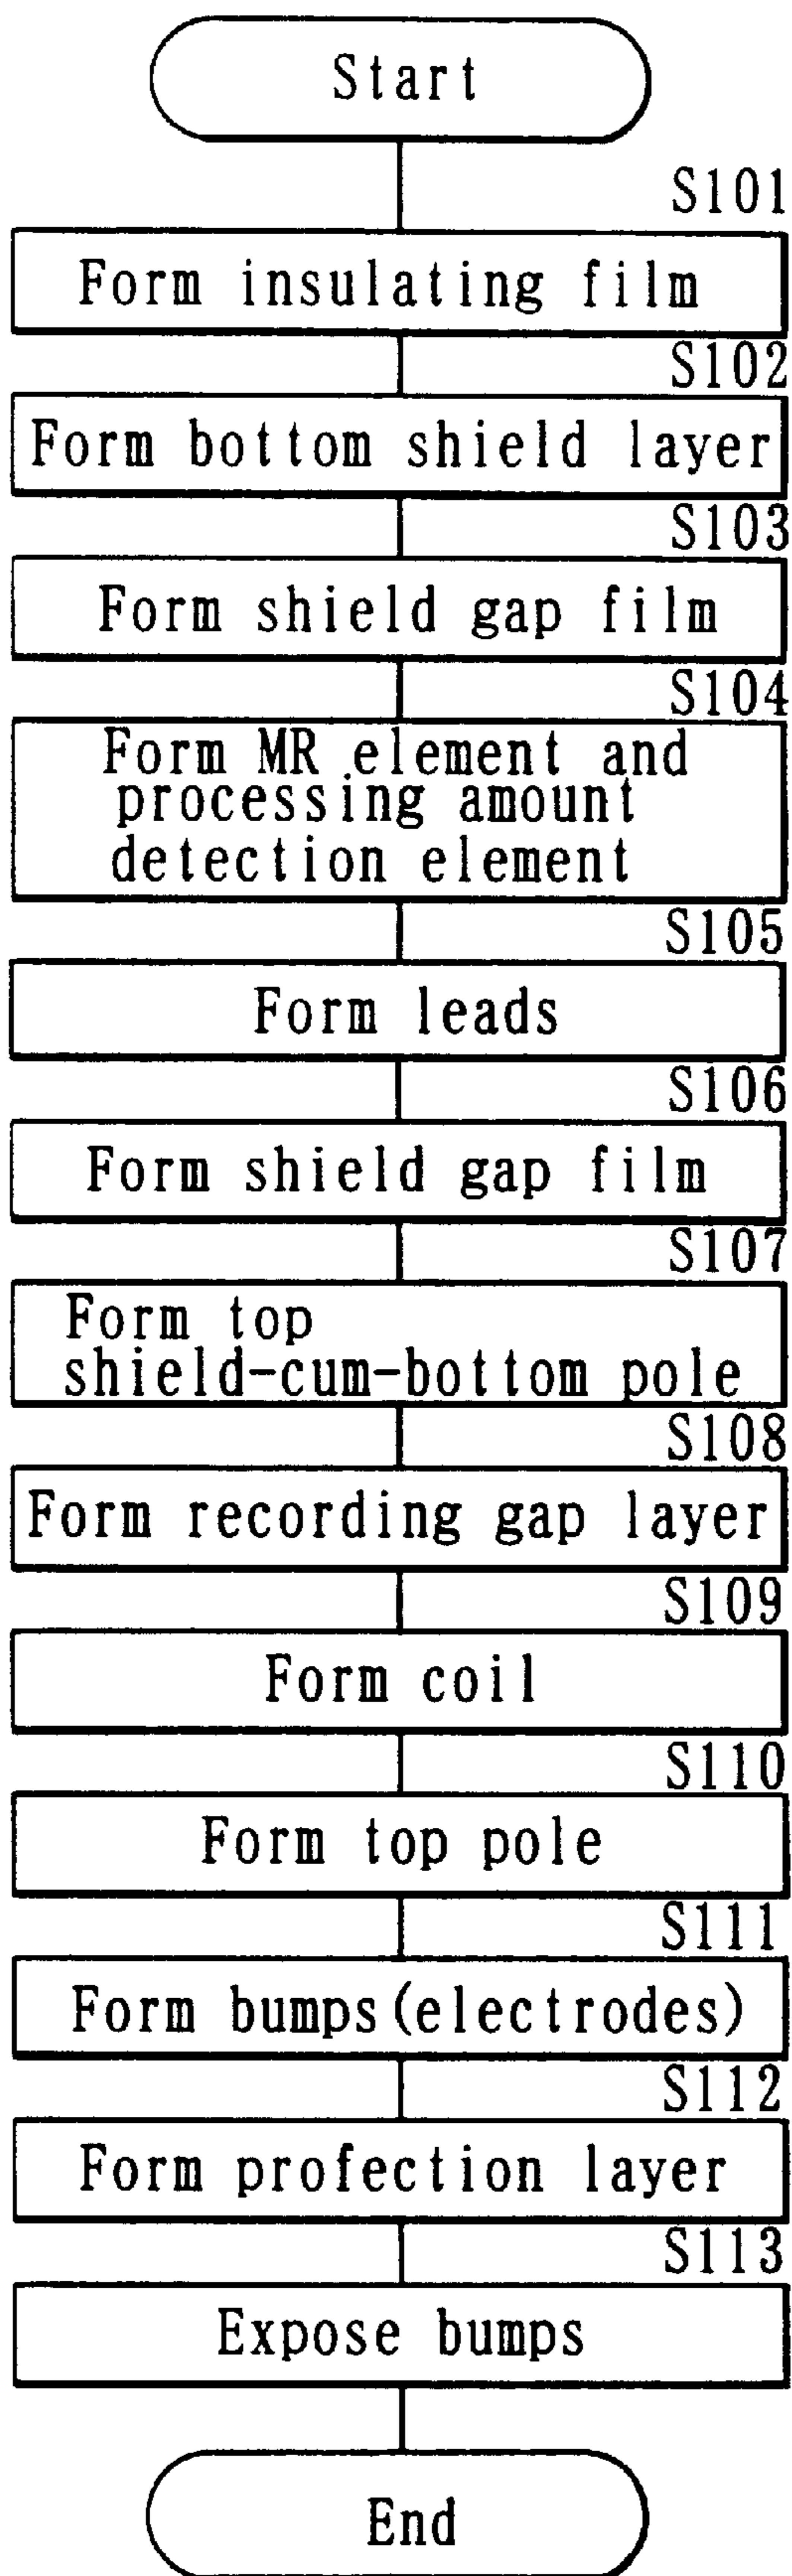 Start
S101
Form insulating film
S102
Form bottom shield layer
S103
Form shield gap film
S104
Form MR element and
processing amount
detection element
S105
Form leads
S106
Form shield gap film
S107
Form top
shield-cum-bottom pole
S108
Form recording gap layer
S109
Form coil
S110
Form top pole
S111
Form bumps(electrodes)
S112
Form profection layer
S113
Expose bumps
End